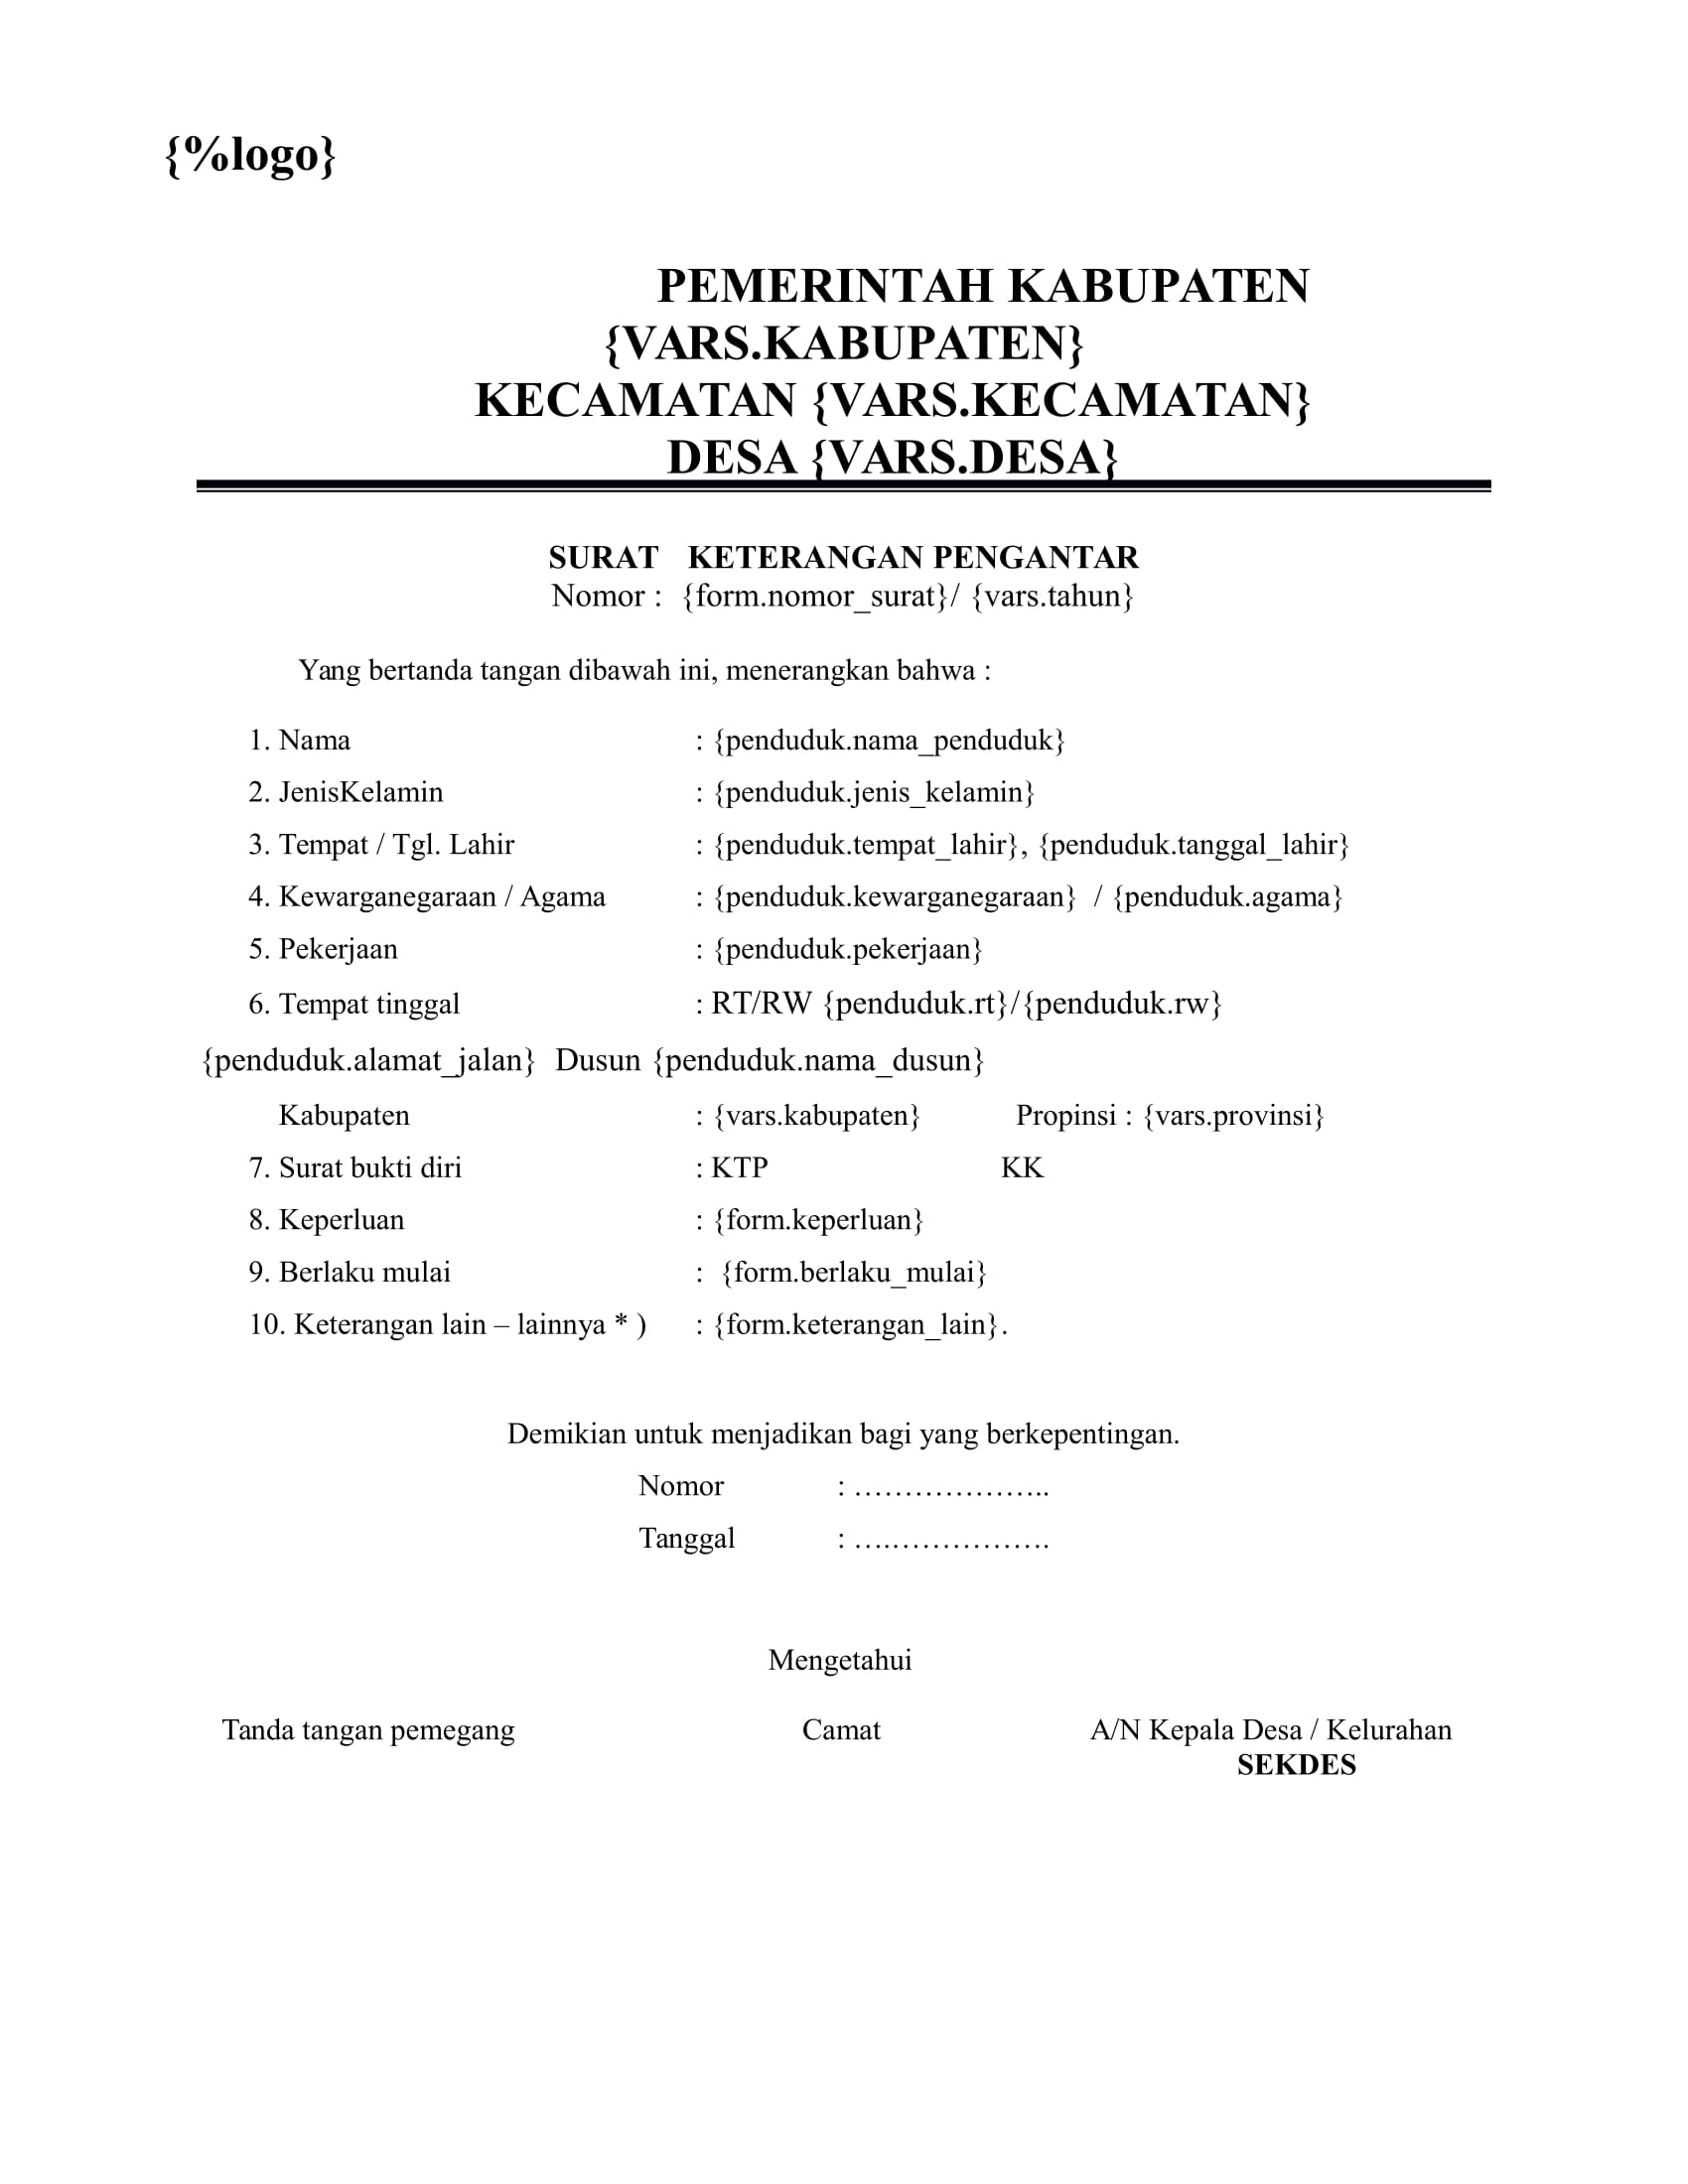 {%logo}
PEMERINTAH KABUPATEN
{VARS.KABUPATEN}
KECAMATAN {VARS.KECAMATAN}
DESA {VARS.DESA}
SURAT KETERANGAN PENGANTAR
Nomor : {form.nomor_surat}/ {vars.tahun}
Yang bertanda tangan dibawah ini, menerangkan bahwa :
1. Nama : {penduduk.nama_penduduk}
2. JenisKelamin : {penduduk.jenis_kelamin}
3. Tempat / Tgl. Lahir : {penduduk.tempat_lahir}, {penduduk.tanggal_lahir}
4. Kewarganegaraan / Agama : {penduduk.kewarganegaraan} / {penduduk.agama}
5. Pekerjaan : {penduduk.pekerjaan}
6. Tempat tinggal : RT/RW {penduduk.rt}/{penduduk.rw}
{penduduk.alamat_jalan} Dusun {penduduk.nama_dusun}
Kabupaten : {vars.kabupaten} Propinsi : {vars.provinsi}
7. Surat bukti diri : KTP KK
8. Keperluan : {form.keperluan}
9. Berlaku mulai : {form.berlaku_mulai}
10. Keterangan lain – lainnya * ) : {form.keterangan_lain}.
Demikian untuk menjadikan bagi yang berkepentingan.
Nomor : ………………..
Tanggal : ….…………….
Mengetahui
Tanda tangan pemegang Camat A/N Kepala Desa / Kelurahan
SEKDES